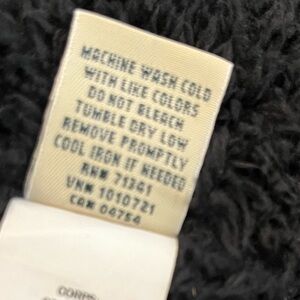 MACHINE WASH COLD
WITH LIKE COLORS
DO NOT BLEACH
TUMBLE DRY LOW
REMOVE PROMPTLY
COOL IRON IF NEEDED
RN# 71341
VN# 1010721
CA# 04754